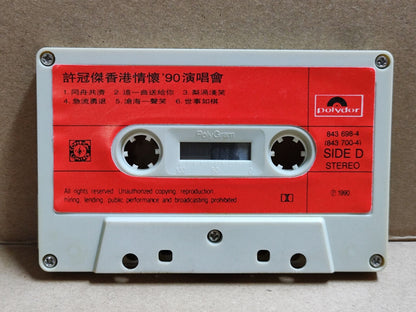 許冠傑香港情懷'90演唱會
1. 同舟共濟 2. 這一曲送給你 3. 梨渦淺笑
4. 急流勇退 5. 滄海一聲笑 6. 世事如棋
polydor
843 698-4
(843 700-4)
SIDE D
STEREO
PolyGram
All rights reserved. Unauthorized copying, reproduction,
hiring, lending, public performance and broadcasting prohibited.
℗ 1990